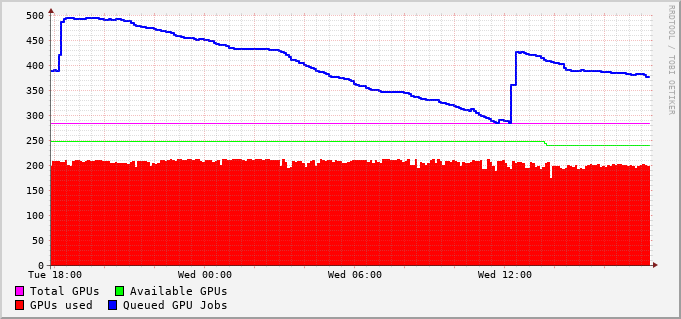 500
450
400
350
300
250
200
150
100
50
0
Tue 18:00 Wed 00:00 Wed 06:00 Wed 12:00
Total GPUs Available GPUs
GPUs used Queued GPU Jobs
RRDTOOL / TOBI OETIKER